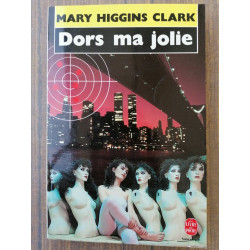 MARY HIGGINS CLARK
Dors ma jolie